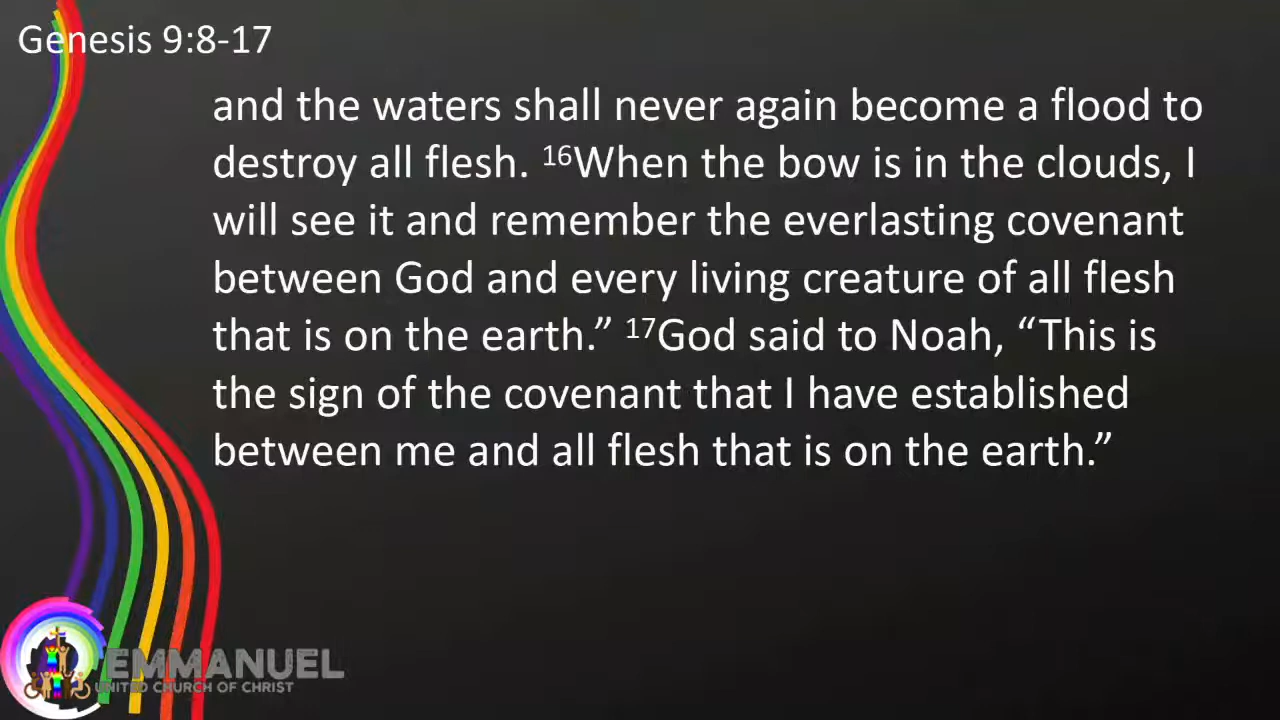 Genesis 9:8-17
and the waters shall never again become a flood to
destroy all flesh. 16When the bow is in the clouds, I
will see it and remember the everlasting covenant
between God and every living creature of all flesh
that is on the earth.” 17God said to Noah, “This is
the sign of the covenant that I have established
between me and all flesh that is on the earth.”
EMMANUEL
UNITED CHURCH OF CHRIST